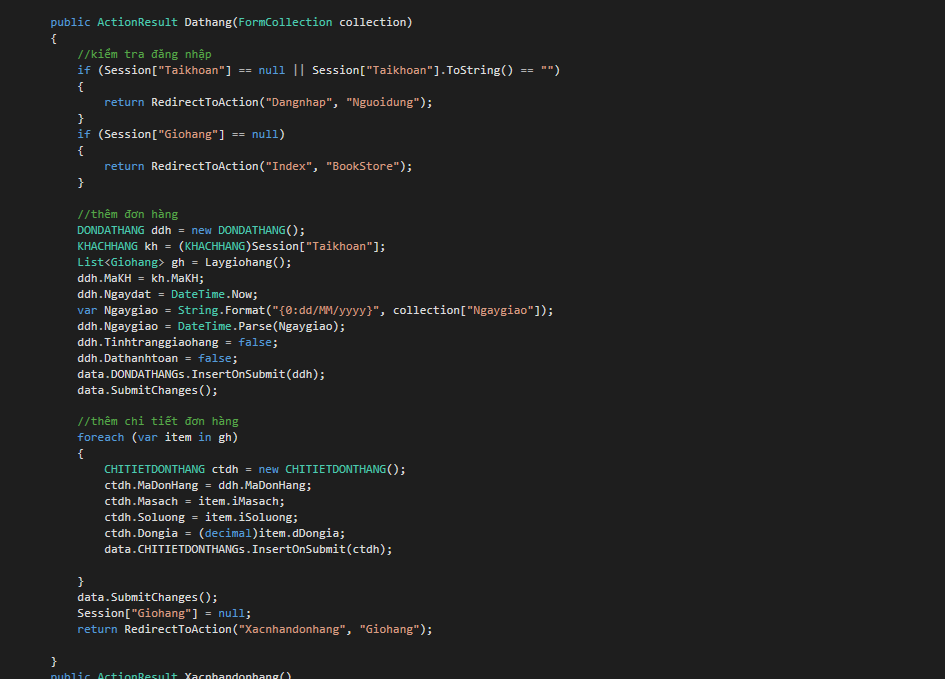 public ActionResult Dathang(FormCollection collection)
{
//kiểm tra đăng nhập
if (Session["Taikhoan"] == null || Session["Taikhoan"].ToString() == "")
{
return RedirectToAction("Dangnhap", "Nguoidung");
}
if (Session["Giohang"] == null)
{
return RedirectToAction("Index", "BookStore");
}
//thêm đơn hàng
DONDATHANG ddh = new DONDATHANG();
KHACHHANG kh = (KHACHHANG)Session["Taikhoan"];
List<Giohang> gh = Laygiohang();
ddh.MaKH = kh.MaKH;
ddh.Ngaydat = DateTime.Now;
var Ngaygiao = String.Format("{0:dd/MM/yyyy}", collection["Ngaygiao"]);
ddh.Ngaygiao = DateTime.Parse(Ngaygiao);
ddh.Tinhtranggiaohang = false;
ddh.Dathanhtoan = false;
data.DONDATHANGs.InsertOnSubmit(ddh);
data.SubmitChanges();
//thêm chi tiết đơn hàng
foreach (var item in gh)
{
CHITIETDONTHANG ctdh = new CHITIETDONTHANG();
ctdh.MaDonHang = ddh.MaDonHang;
ctdh.Masach = item.iMasach;
ctdh.Soluong = item.iSoluong;
ctdh.Dongia = (decimal)item.dDongia;
data.CHITIETDONTHANGs.InsertOnSubmit(ctdh);
}
data.SubmitChanges();
Session["Giohang"] = null;
return RedirectToAction("Xacnhandonhang", "Giohang");
}
public ActionResult Xacnhandonhang()